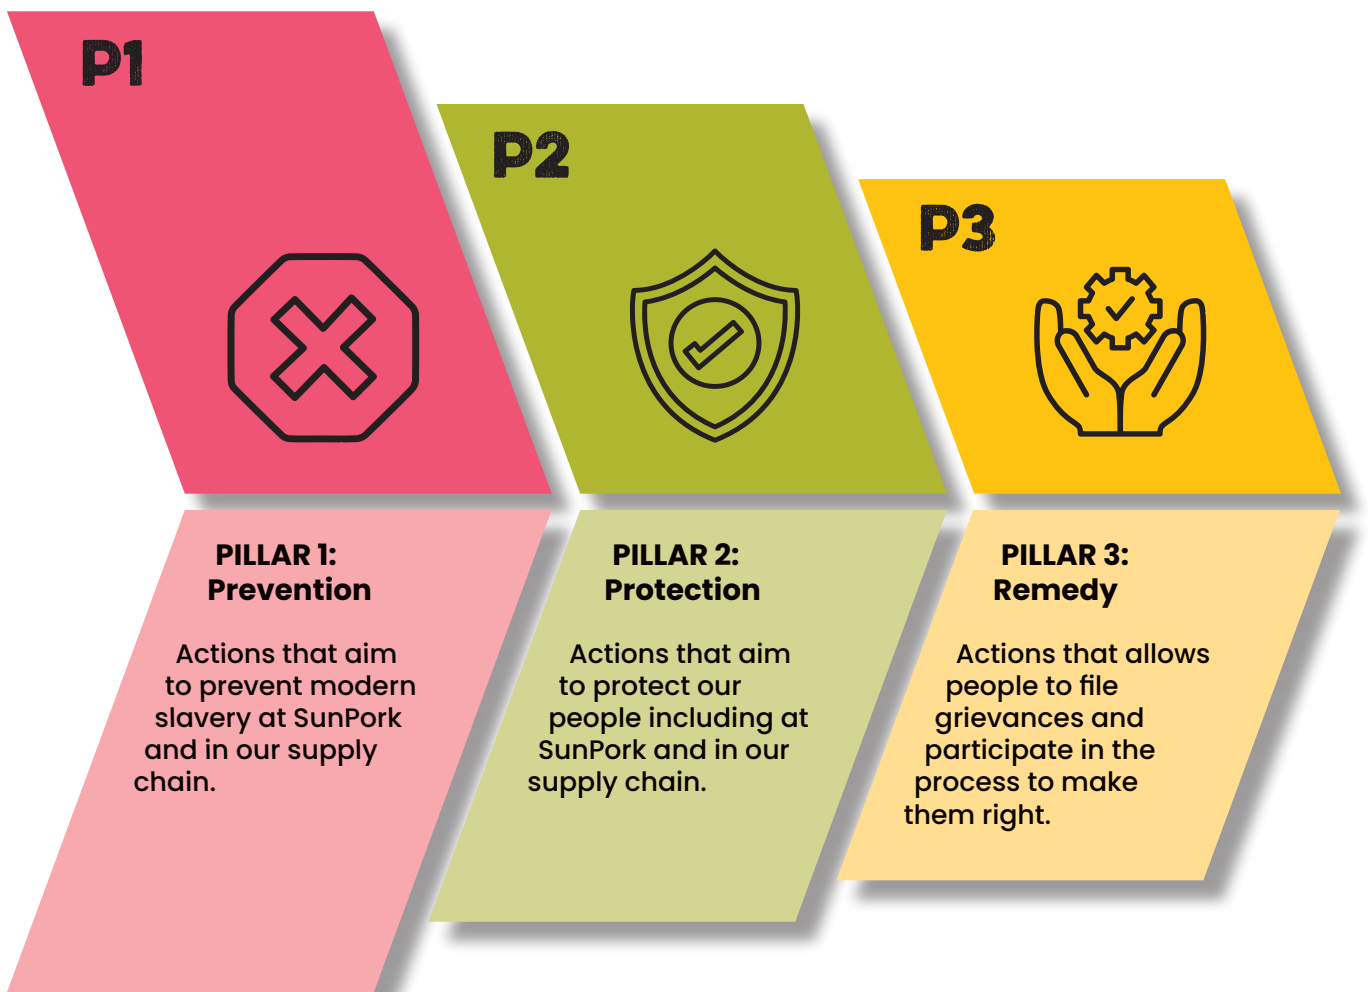 P1
P2
P3
PILLAR 1:
Prevention
Actions that aim
to prevent modern
slavery at SunPork
and in our supply
chain.
PILLAR 2:
Protection
Actions that aim
to protect our
people including at
SunPork and in our
supply chain.
PILLAR 3:
Remedy
Actions that allows
people to file
grievances and
participate in the
process to make
them right.